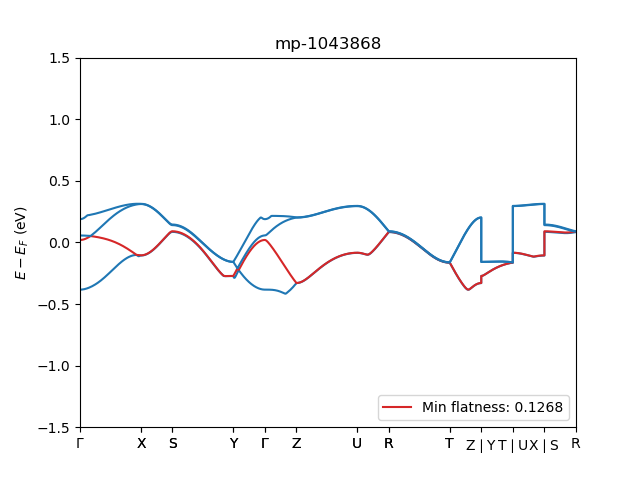 mp-1043868
E − E_F (eV)
1.5
1.0
0.5
0.0
−0.5
−1.0
−1.5
Min flatness: 0.1268
Γ X S Y Γ Z U R T Z | Y T | U X | S R